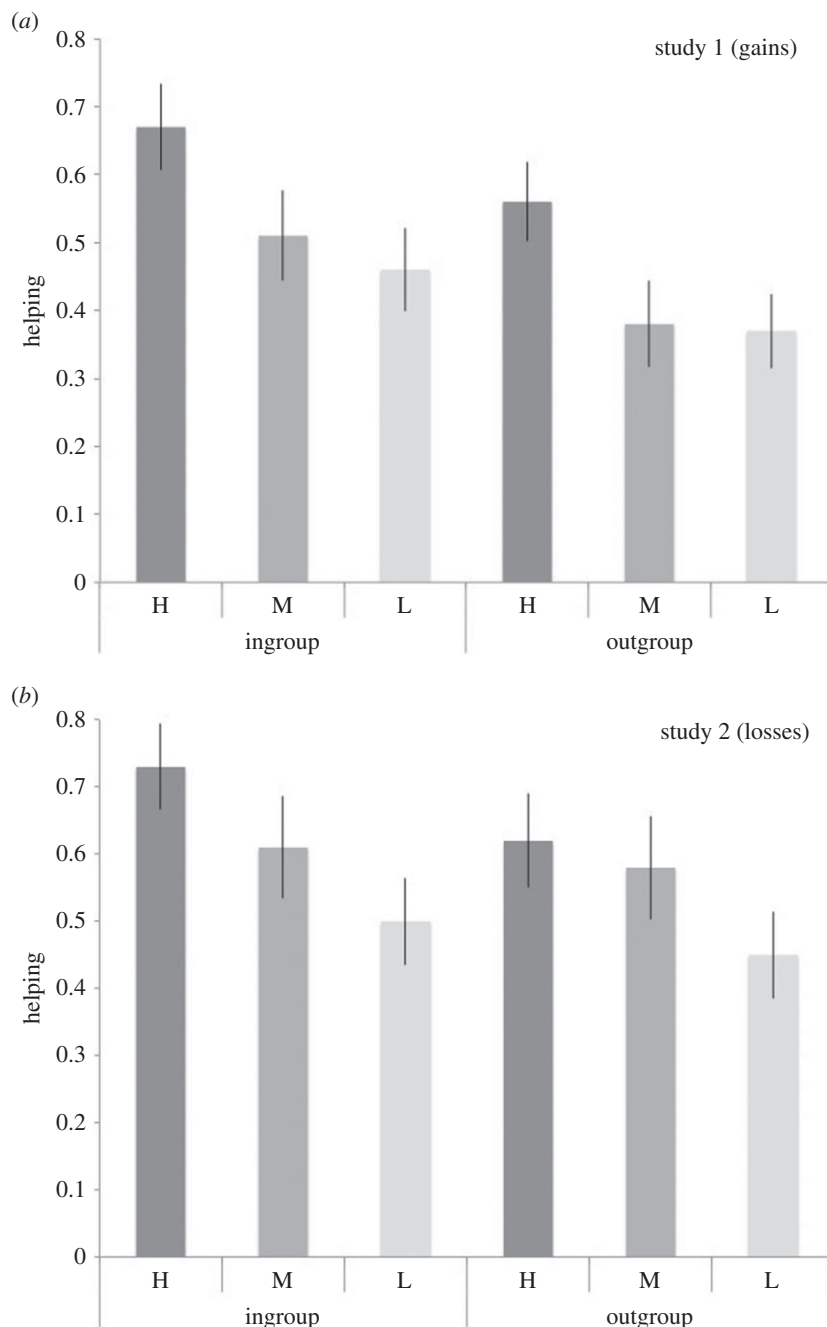 (a)
study 1 (gains)
0.8
0.7
0.6
0.5
0.4
0.3
0.2
0.1
0
helping
H M L H M L
ingroup outgroup
(b)
study 2 (losses)
0.8
0.7
0.6
0.5
0.4
0.3
0.2
0.1
0
helping
H M L H M L
ingroup outgroup